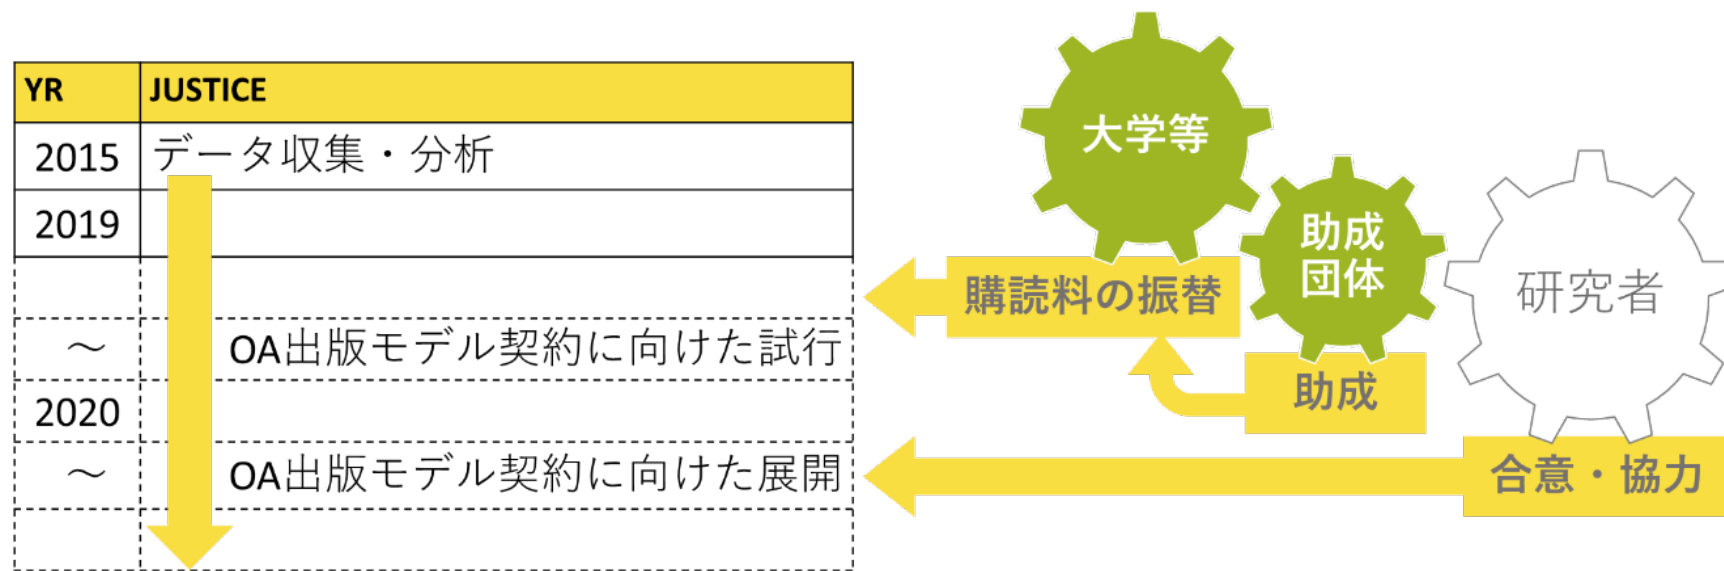 YR JUSTICE
2015 データ収集・分析
2019
～ OA出版モデル契約に向けた試行
2020
～ OA出版モデル契約に向けた展開
大学等
助成
団体
研究者
購読料の振替
助成
合意・協力